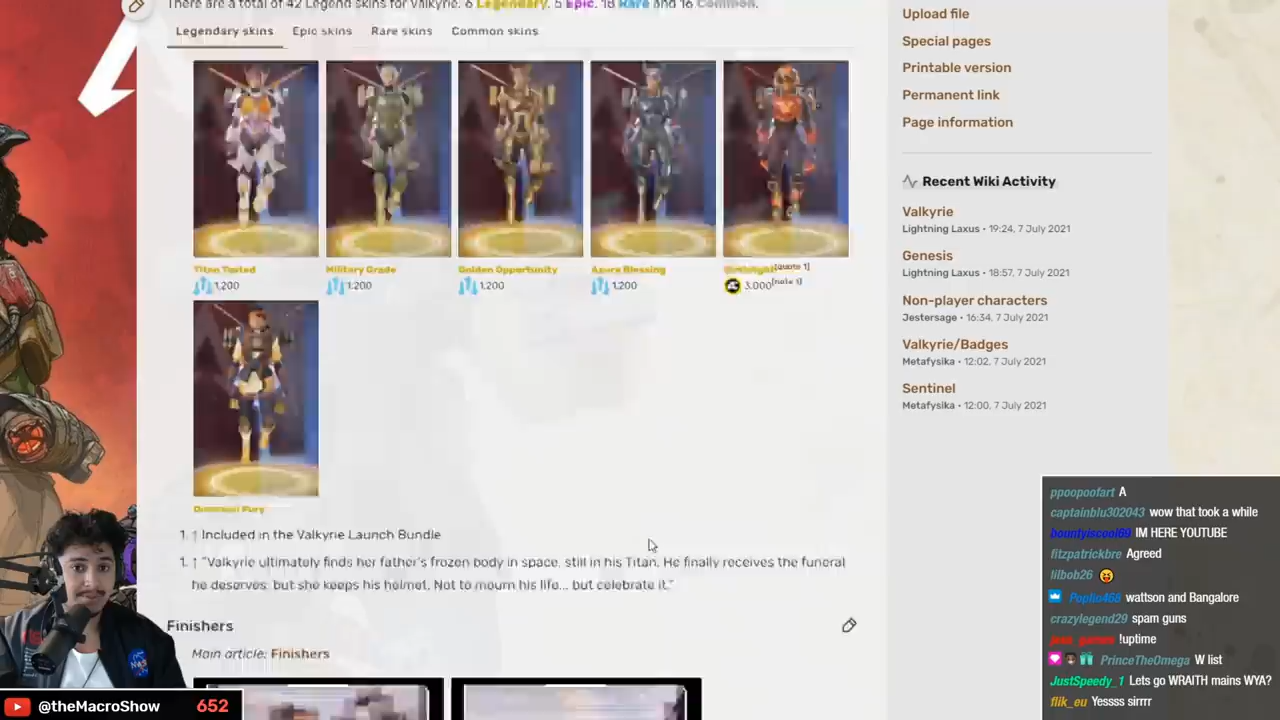 There are a total of 42 Legend skins for Valkyrie. 6 Legendary, 5 Epic, 18 Rare and 16 Common.
Legendary skins
Epic skins
Rare skins
Common skins
Titan Tested
1,200
Military Grade
1,200
Golden Opportunity
1,200
Azure Blessing
1,200
[quote 1]
3,000[note 1]
Fury
1. ↑ Included in the Valkyrie Launch Bundle
1. ↑ "Valkyrie ultimately finds her father's frozen body in space, still in his Titan. He finally receives the funeral
he deserves, but she keeps his helmet. Not to mourn his life... but celebrate it."
Finishers
Main article: Finishers
Upload file
Special pages
Printable version
Permanent link
Page information
Recent Wiki Activity
Valkyrie
Lightning Laxus • 19:24, 7 July 2021
Genesis
Lightning Laxus • 18:57, 7 July 2021
Non-player characters
Jestersage • 16:34, 7 July 2021
Valkyrie/Badges
Metafysika • 12:02, 7 July 2021
Sentinel
Metafysika • 12:00, 7 July 2021
ppoopoofart A
captainblu302043 wow that took a while
bountyiscool69 IM HERE YOUTUBE
fitzpatrickbre Agreed
lilbob26
Poplio468 wattson and Bangalore
crazylegend29 spam guns
!uptime
PrinceTheOmega W list
JustSpeedy_1 Lets go WRAITH mains WYA?
flik_eu Yessss sirrrr
@theMacroShow 652